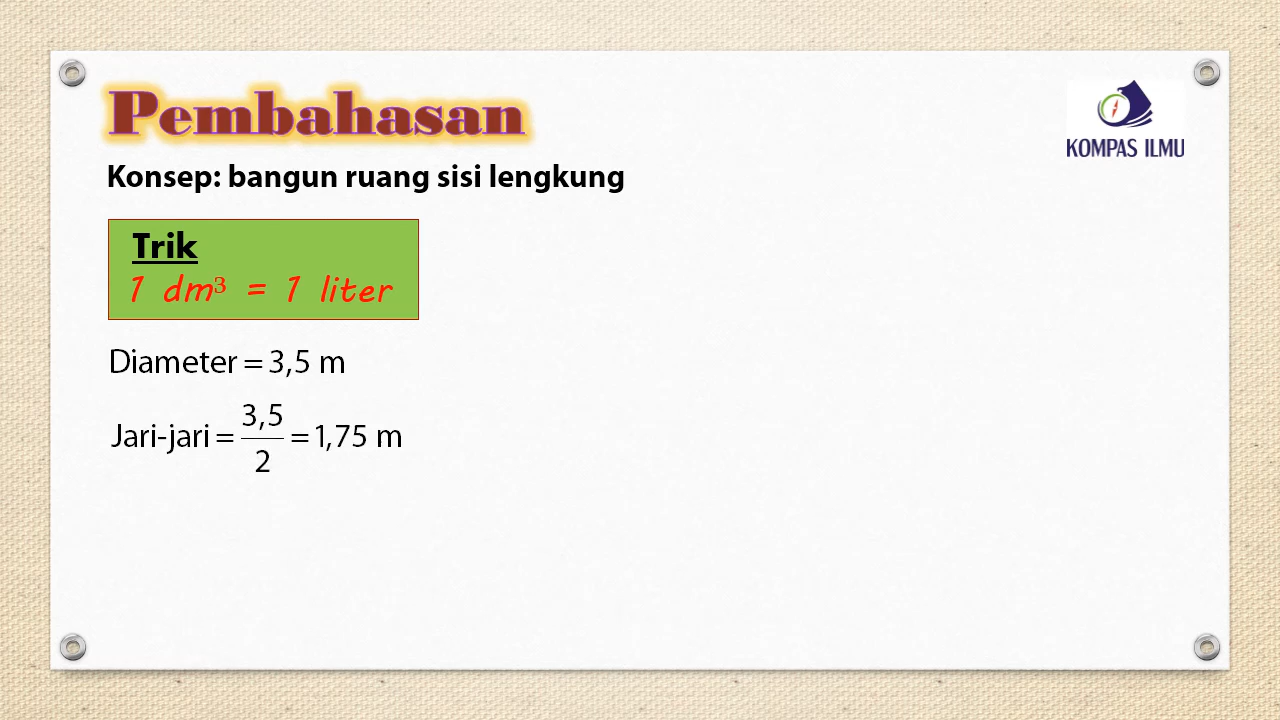 Pembahasan
KOMPAS ILMU
Konsep: bangun ruang sisi lengkung
Trik
1 dm³ = 1 liter
Diameter = 3,5 m
Jari-jari = 3,5/2 = 1,75 m